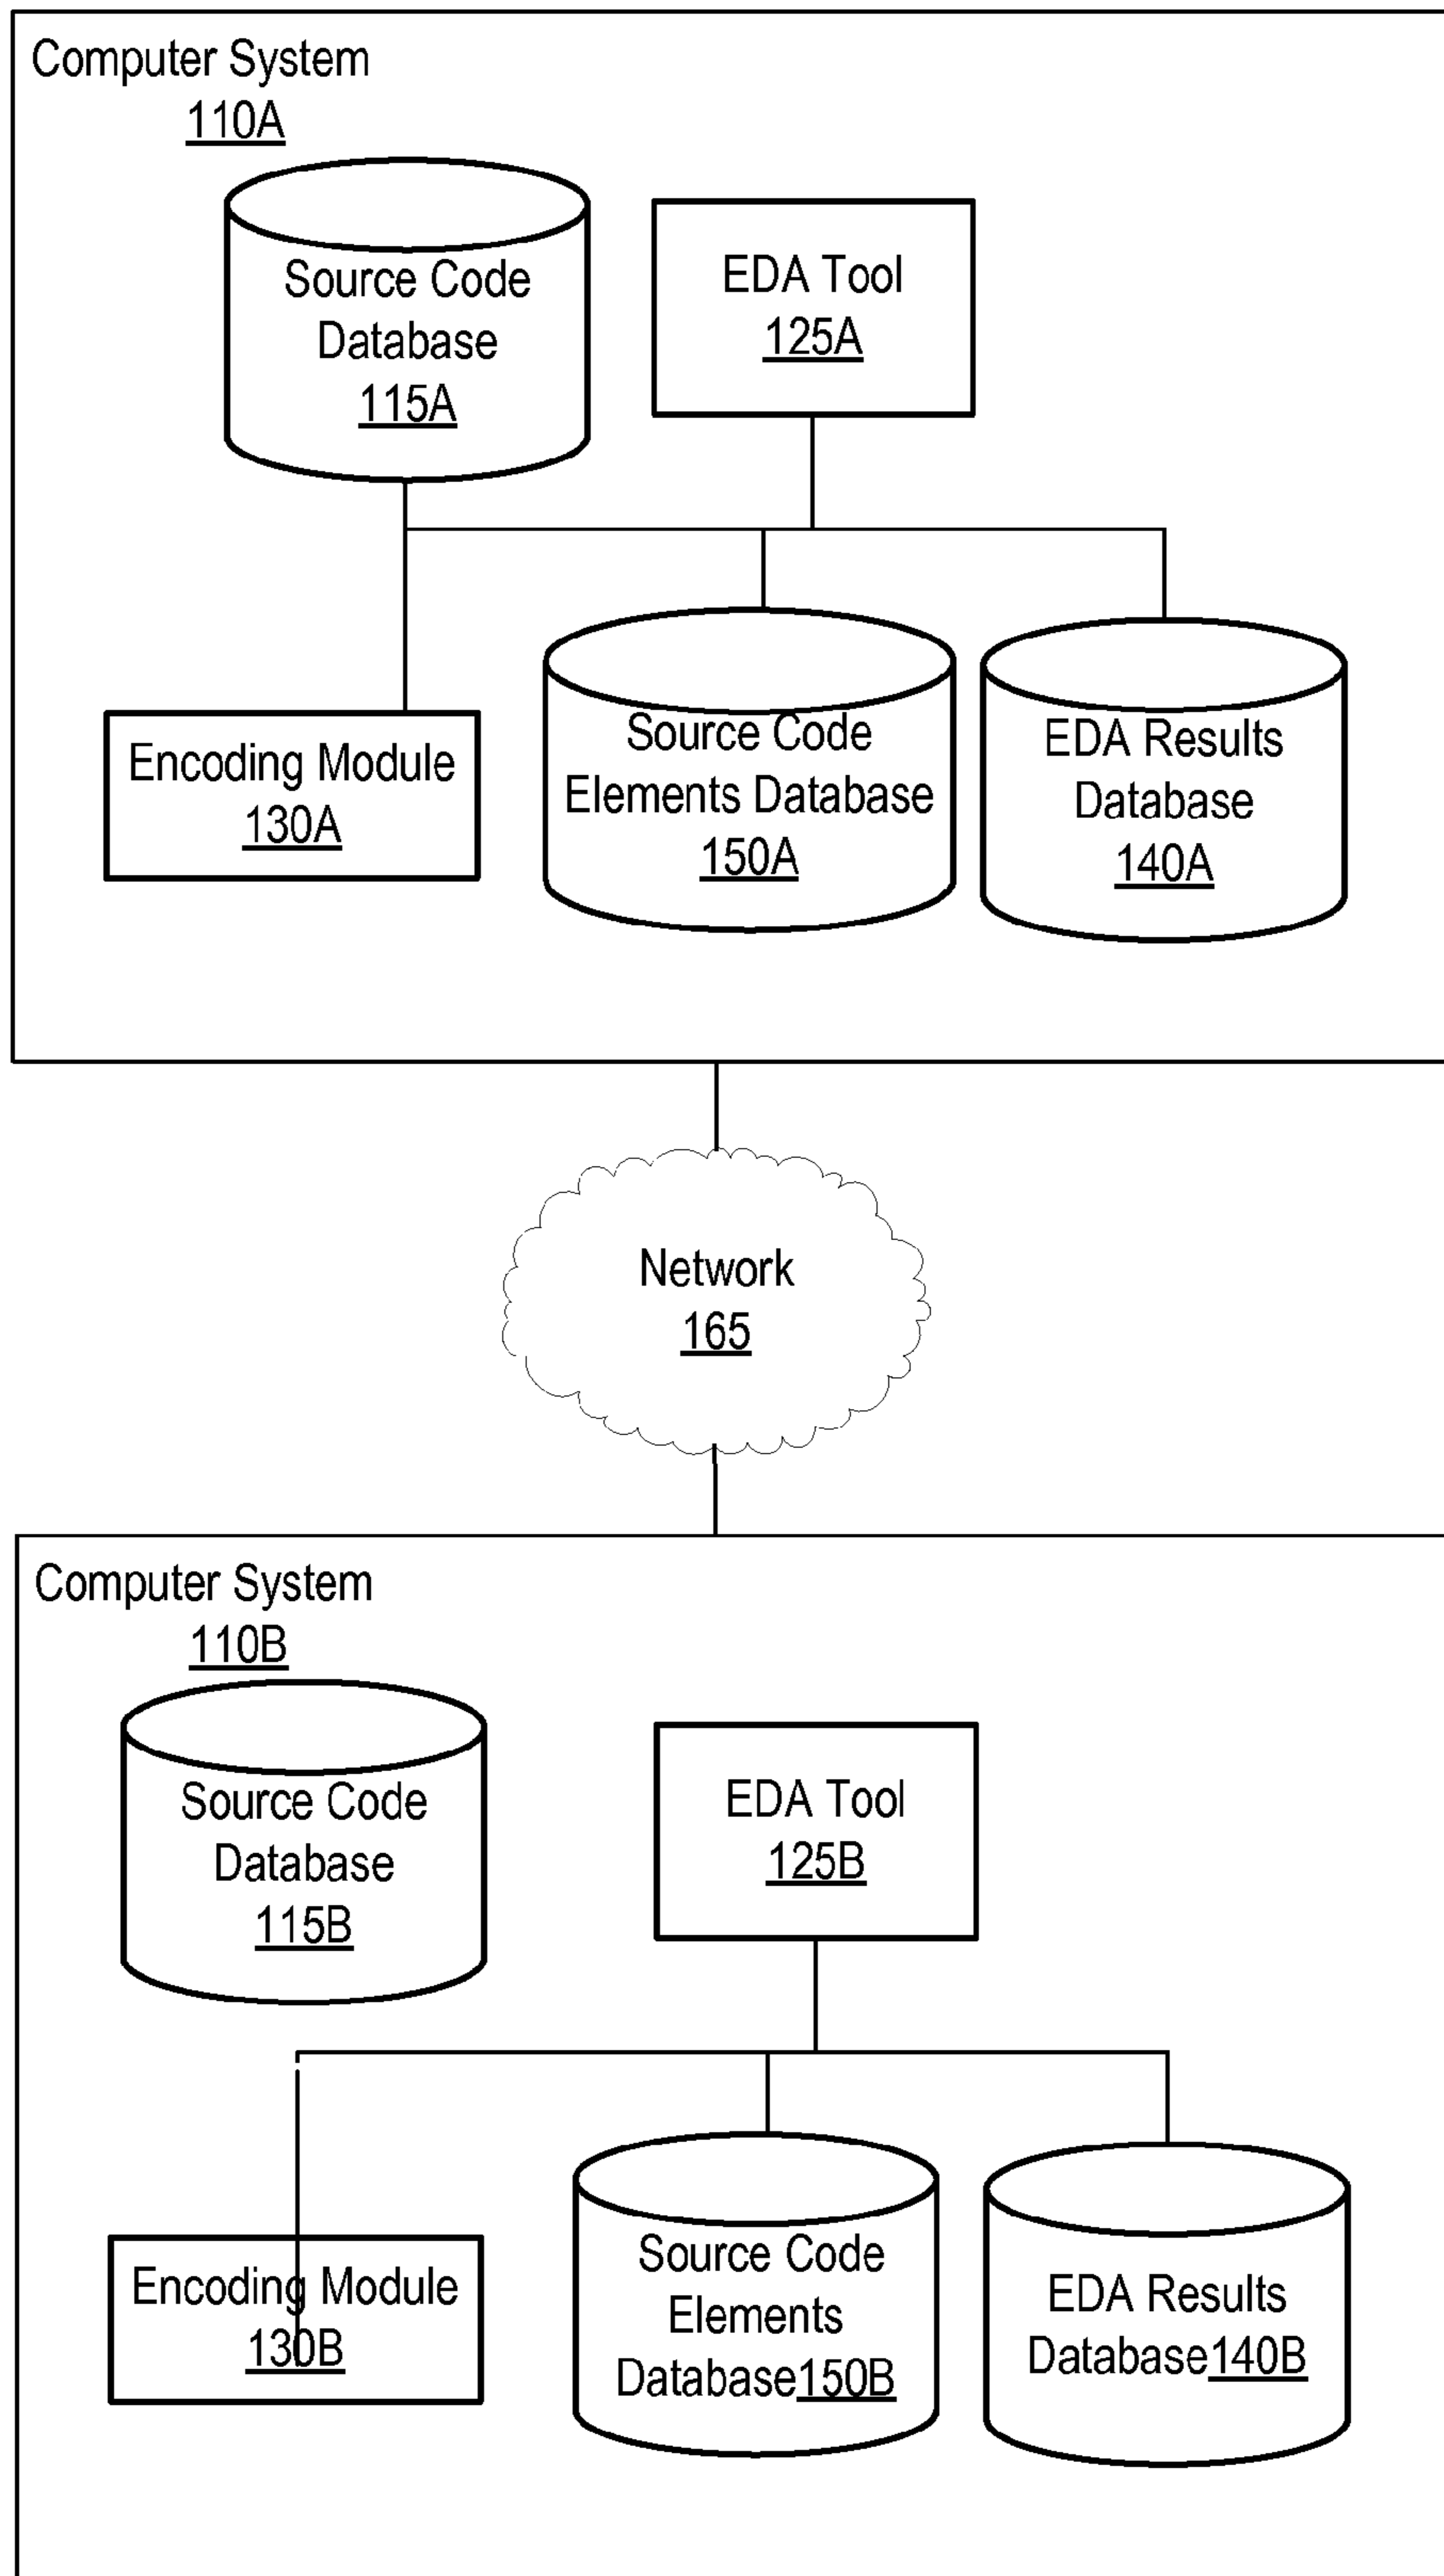 Computer System
110A
Source Code
Database
115A
EDA Tool
125A
Encoding Module
130A
Source Code
Elements Database
150A
EDA Results
Database
140A
Network
165
Computer System
110B
Source Code
Database
115B
EDA Tool
125B
Encoding Module
130B
Source Code
Elements
Database150B
EDA Results
Database140B